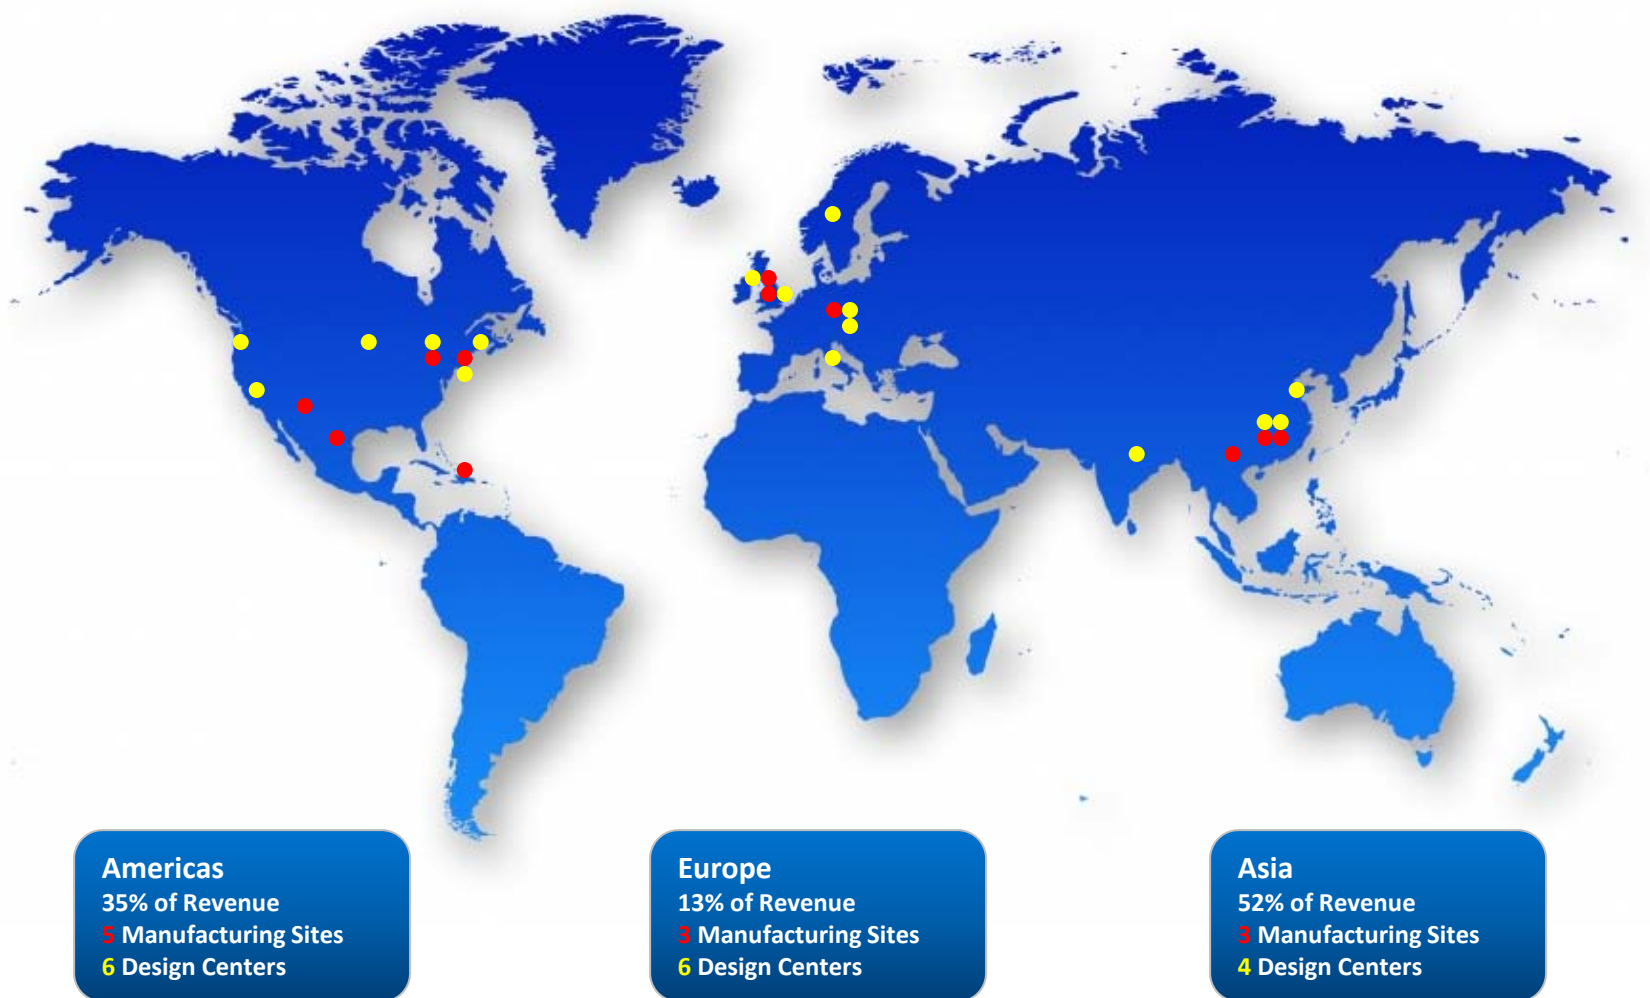 Americas
35% of Revenue
5 Manufacturing Sites
6 Design Centers
Europe
13% of Revenue
3 Manufacturing Sites
6 Design Centers
Asia
52% of Revenue
3 Manufacturing Sites
4 Design Centers